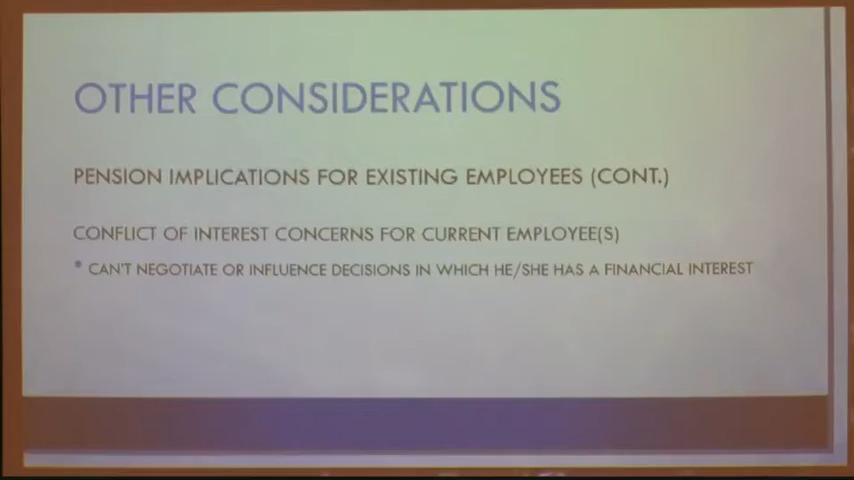 OTHER CONSIDERATIONS
PENSION IMPLICATIONS FOR EXISTING EMPLOYEES (CONT.)
CONFLICT OF INTEREST CONCERNS FOR CURRENT EMPLOYEE(S)
• CAN'T NEGOTIATE OR INFLUENCE DECISIONS IN WHICH HE/SHE HAS A FINANCIAL INTEREST